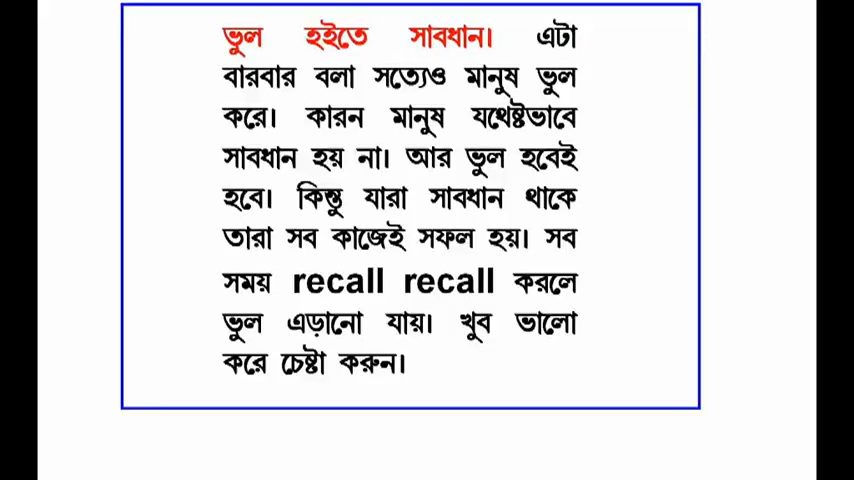 ভুল হইতে সাবধান। এটা
বারবার বলা সত্যেও মানুষ ভুল
করে। কারন মানুষ যথেষ্টভাবে
সাবধান হয় না। আর ভুল হবেই
হবে। কিন্তু যারা সাবধান থাকে
তারা সব কাজেই সফল হয়। সব
সময় recall recall করলে
ভুল এড়ানো যায়। খুব ভালো
করে চেষ্টা করুন।